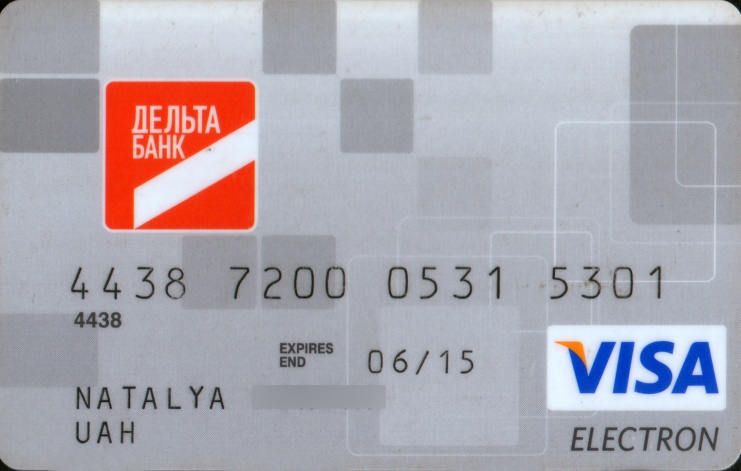 ДЕЛЬТА
БАНК
4438 7200 0531 5301
4438
EXPIRES
END
06/15
NATALYA
UAH
VISA
ELECTRON